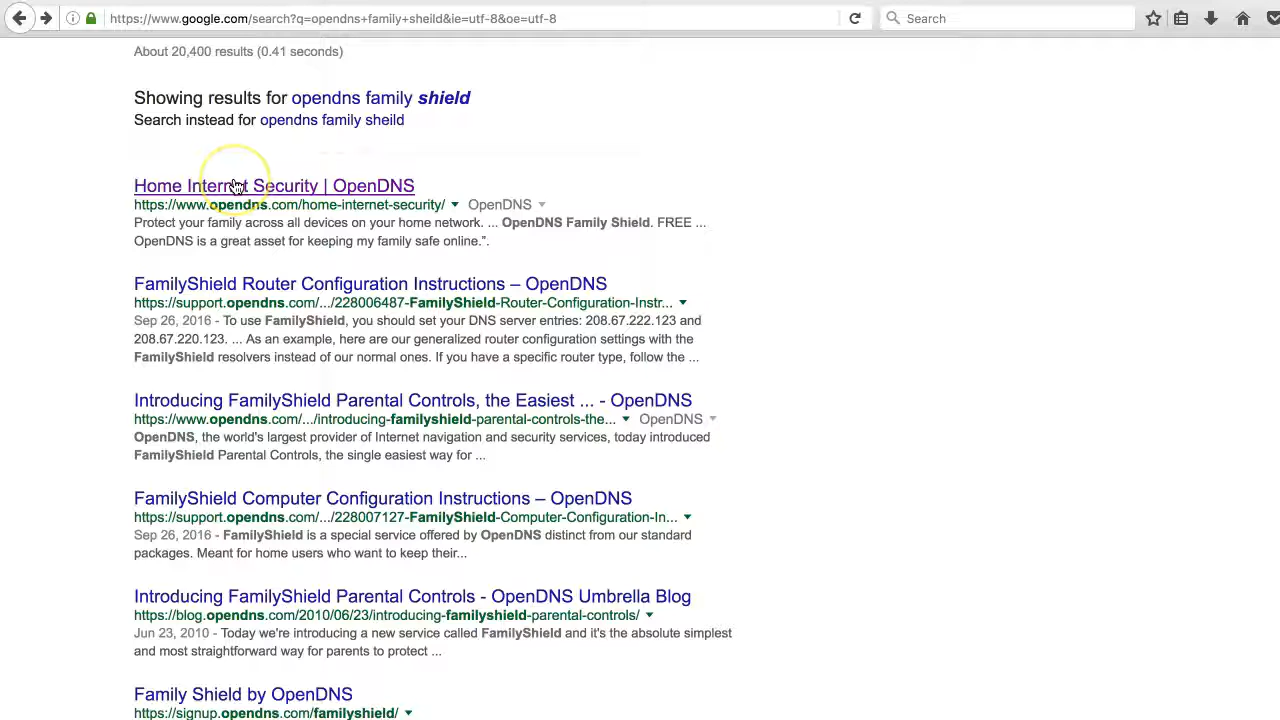 https://www.google.com/search?q=opendns+family+sheild&ie=utf-8&oe=utf-8
Search
About 20,400 results (0.41 seconds)
Showing results for opendns family shield
Search instead for opendns family sheild
Home Internet Security | OpenDNS
https://www.opendns.com/home-internet-security/ OpenDNS
Protect your family across all devices on your home network. ... OpenDNS Family Shield. FREE ...
OpenDNS is a great asset for keeping my family safe online.".
FamilyShield Router Configuration Instructions – OpenDNS
https://support.opendns.com/.../228006487-FamilyShield-Router-Configuration-Instr...
Sep 26, 2016 - To use FamilyShield, you should set your DNS server entries: 208.67.222.123 and
208.67.220.123. ... As an example, here are our generalized router configuration settings with the
FamilyShield resolvers instead of our normal ones. If you have a specific router type, follow the ...
Introducing FamilyShield Parental Controls, the Easiest ... - OpenDNS
https://www.opendns.com/.../introducing-familyshield-parental-controls-the... OpenDNS
OpenDNS, the world's largest provider of Internet navigation and security services, today introduced
FamilyShield Parental Controls, the single easiest way for ...
FamilyShield Computer Configuration Instructions – OpenDNS
https://support.opendns.com/.../228007127-FamilyShield-Computer-Configuration-In...
Sep 26, 2016 - FamilyShield is a special service offered by OpenDNS distinct from our standard
packages. Meant for home users who want to keep their...
Introducing FamilyShield Parental Controls - OpenDNS Umbrella Blog
https://blog.opendns.com/2010/06/23/introducing-familyshield-parental-controls/
Jun 23, 2010 - Today we're introducing a new service called FamilyShield and it's the absolute simplest
and most straightforward way for parents to protect ...
Family Shield by OpenDNS
https://signup.opendns.com/familyshield/